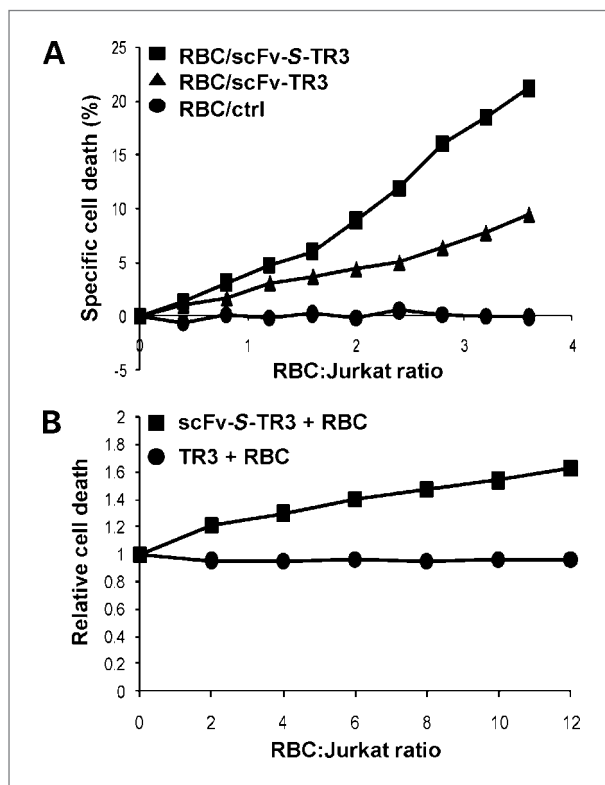 A
RBC/scFv-S-TR3
RBC/scFv-TR3
RBC/ctrl
Specific cell death (%)
25
20
15
10
5
0
-5
0
1
2
3
4
RBC:Jurkat ratio
B
scFv-S-TR3 + RBC
TR3 + RBC
Relative cell death
2
1.8
1.6
1.4
1.2
1
0.8
0.6
0.4
0.2
0
0 2 4 6 8 10 12
RBC:Jurkat ratio